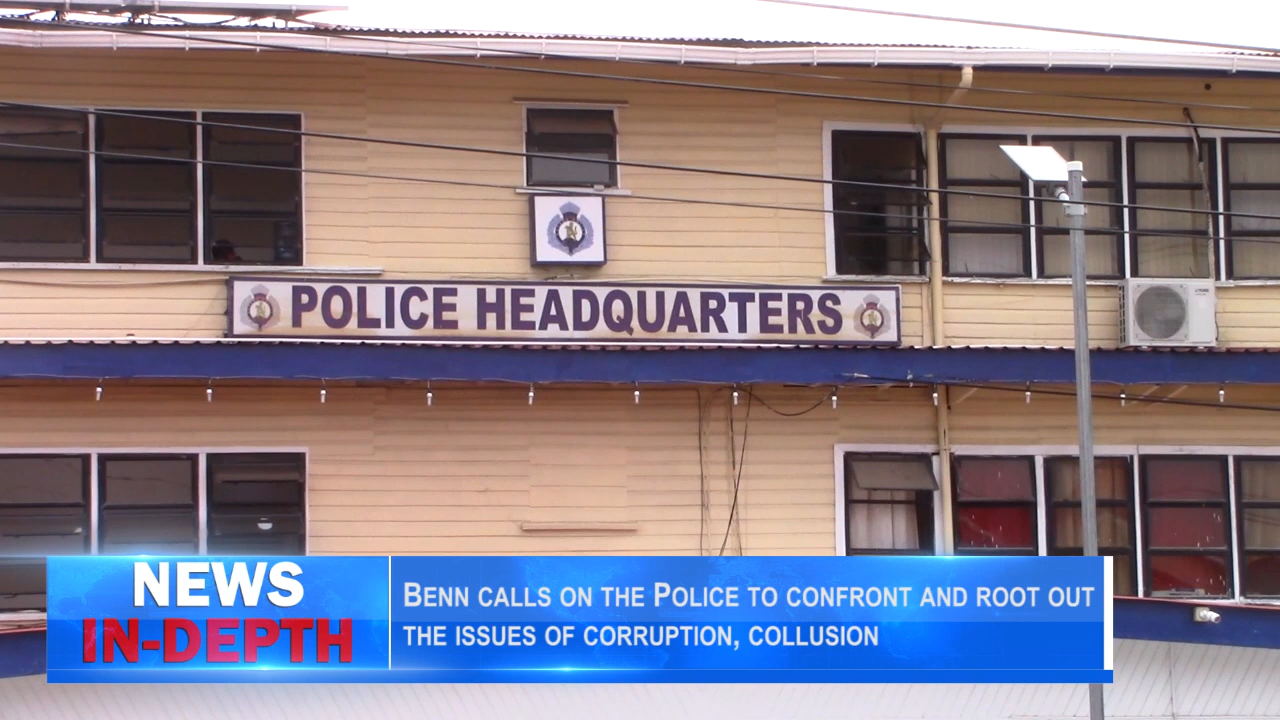 POLICE HEADQUARTERS
NEWS
IN-DEPTH
BENN CALLS ON THE POLICE TO CONFRONT AND ROOT OUT
THE ISSUES OF CORRUPTION, COLLUSION